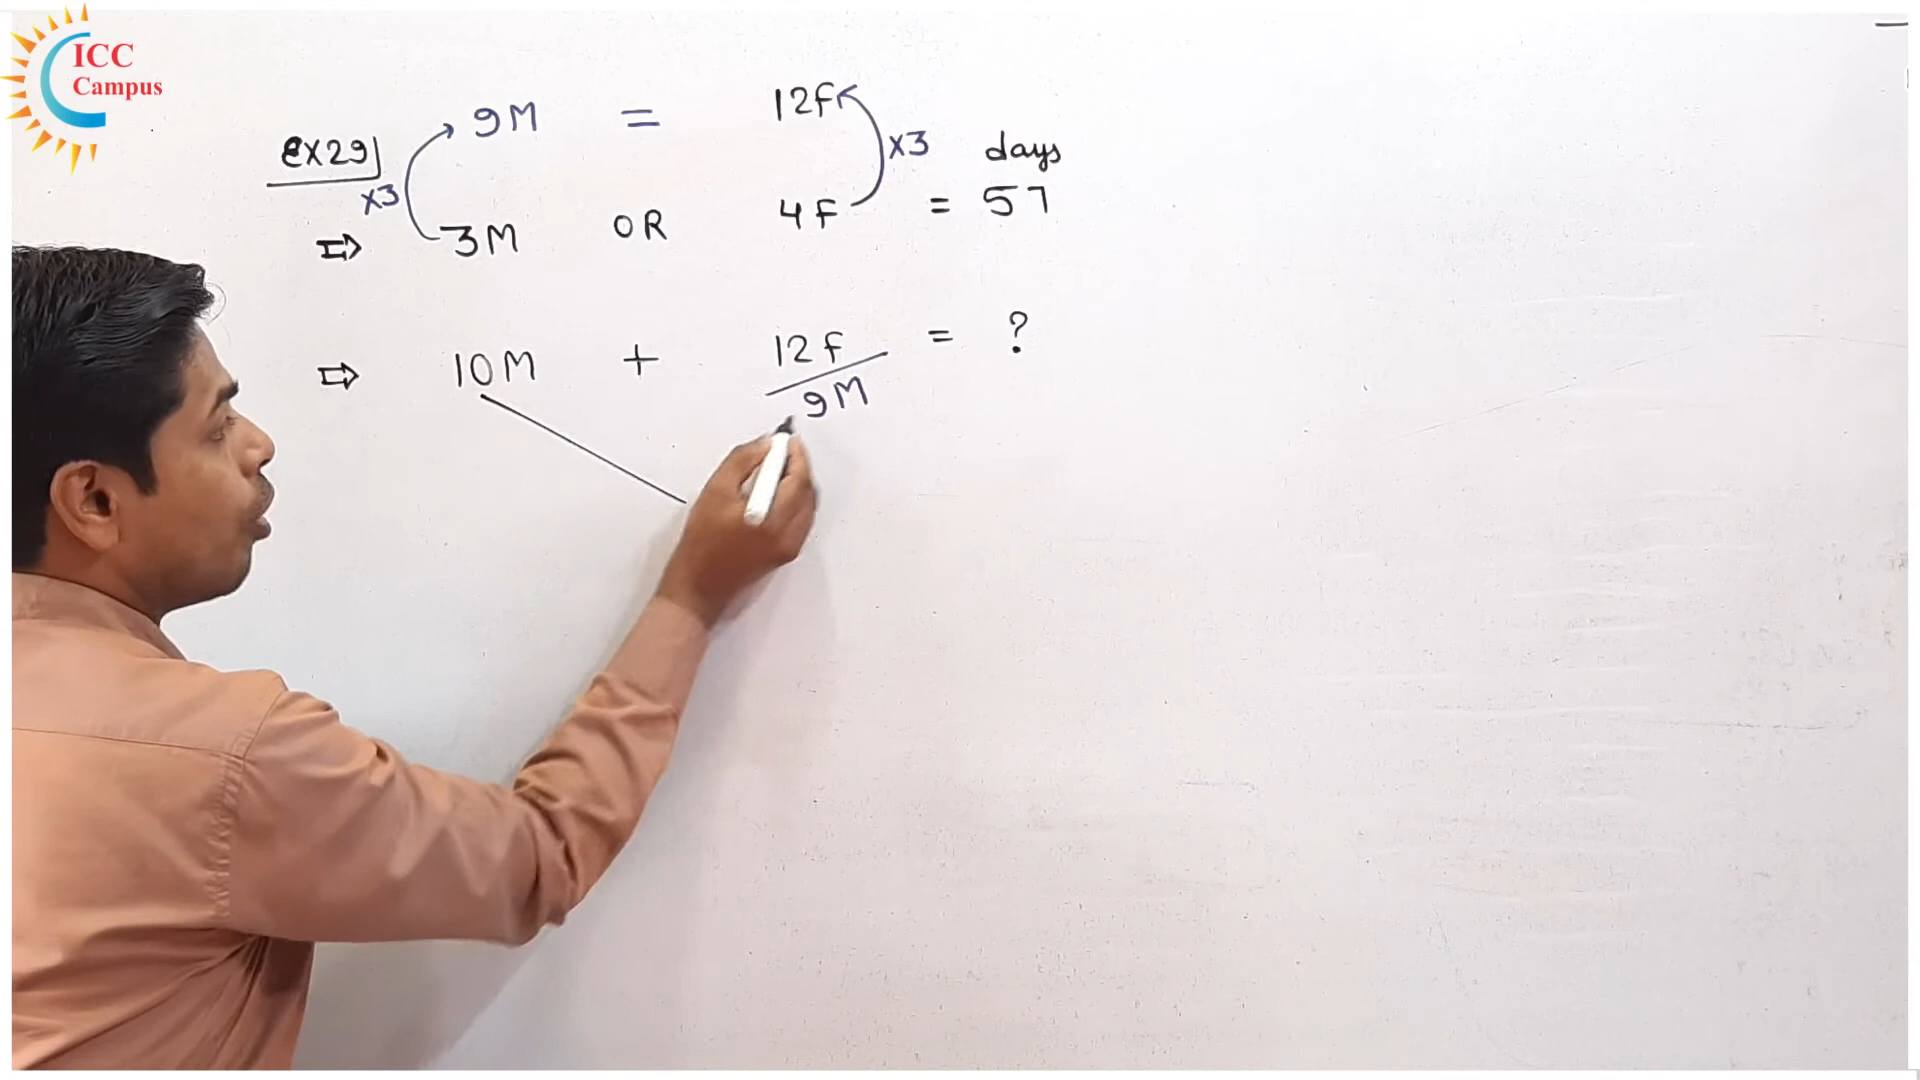 ICC
Campus
9M = 12F
ex29)
x3
x3
days
3M OR 4F = 57
10M + 12F = ?
9M